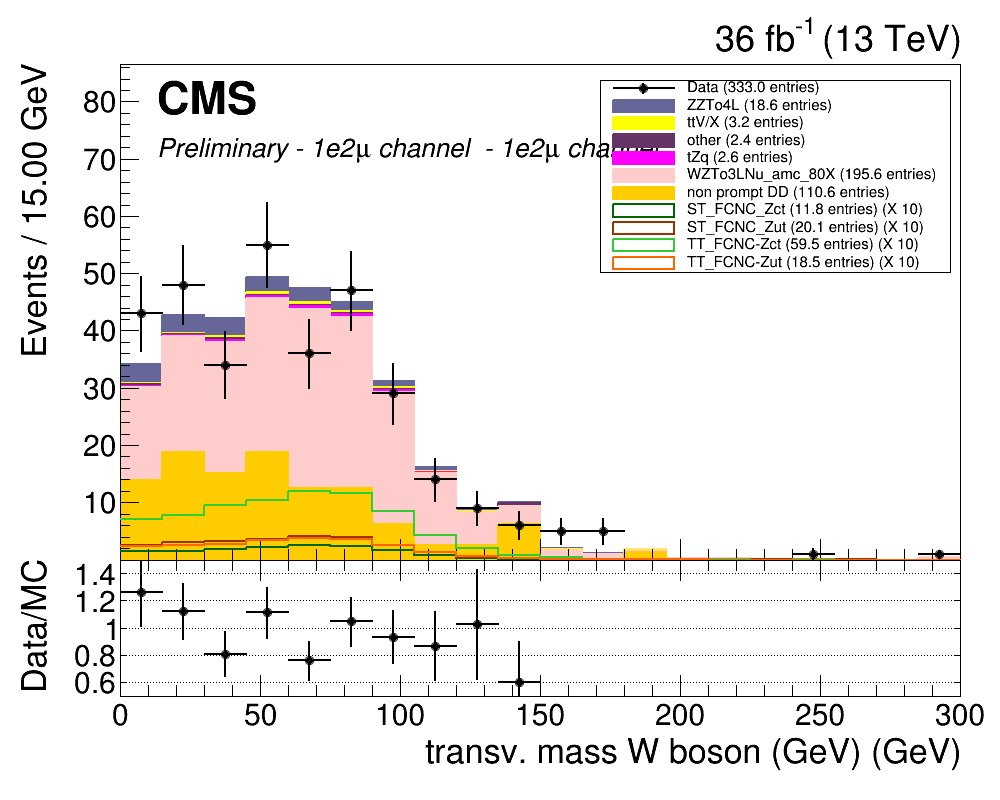 36 fb-1 (13 TeV)
CMS
Preliminary - 1e2μ channel - 1e2μ channel
Data (333.0 entries)
ZZTo4L (18.6 entries)
ttV/X (3.2 entries)
other (2.4 entries)
tZq (2.6 entries)
WZTo3LNu_amc_80X (195.6 entries)
non prompt DD (110.6 entries)
ST_FCNC_Zct (11.8 entries) (X 10)
ST_FCNC_Zut (20.1 entries) (X 10)
TT_FCNC-Zct (59.5 entries) (X 10)
TT_FCNC-Zut (18.5 entries) (X 10)
Events / 15.00 GeV
80
70
60
50
40
30
20
10
Data/MC
1.4
1.2
1
0.8
0.6
0 50 100 150 200 250 300
transv. mass W boson (GeV) (GeV)